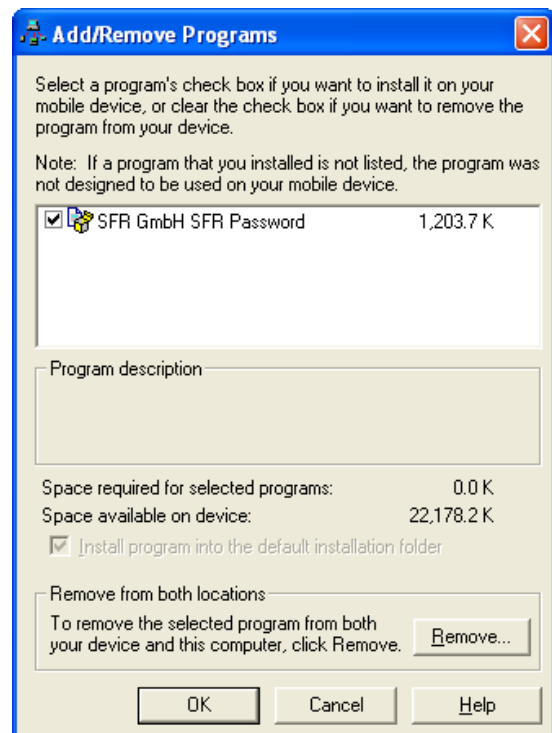 Add/Remove Programs
Select a program's check box if you want to install it on your
mobile device, or clear the check box if you want to remove the
program from your device.
Note: If a program that you installed is not listed, the program was
not designed to be used on your mobile device.
SFR GmbH SFR Password 1,203.7 K
Program description
Space required for selected programs: 0.0 K
Space available on device: 22,178.2 K
Install program into the default installation folder
Remove from both locations
To remove the selected program from both
your device and this computer, click Remove.
Remove...
OK Cancel Help